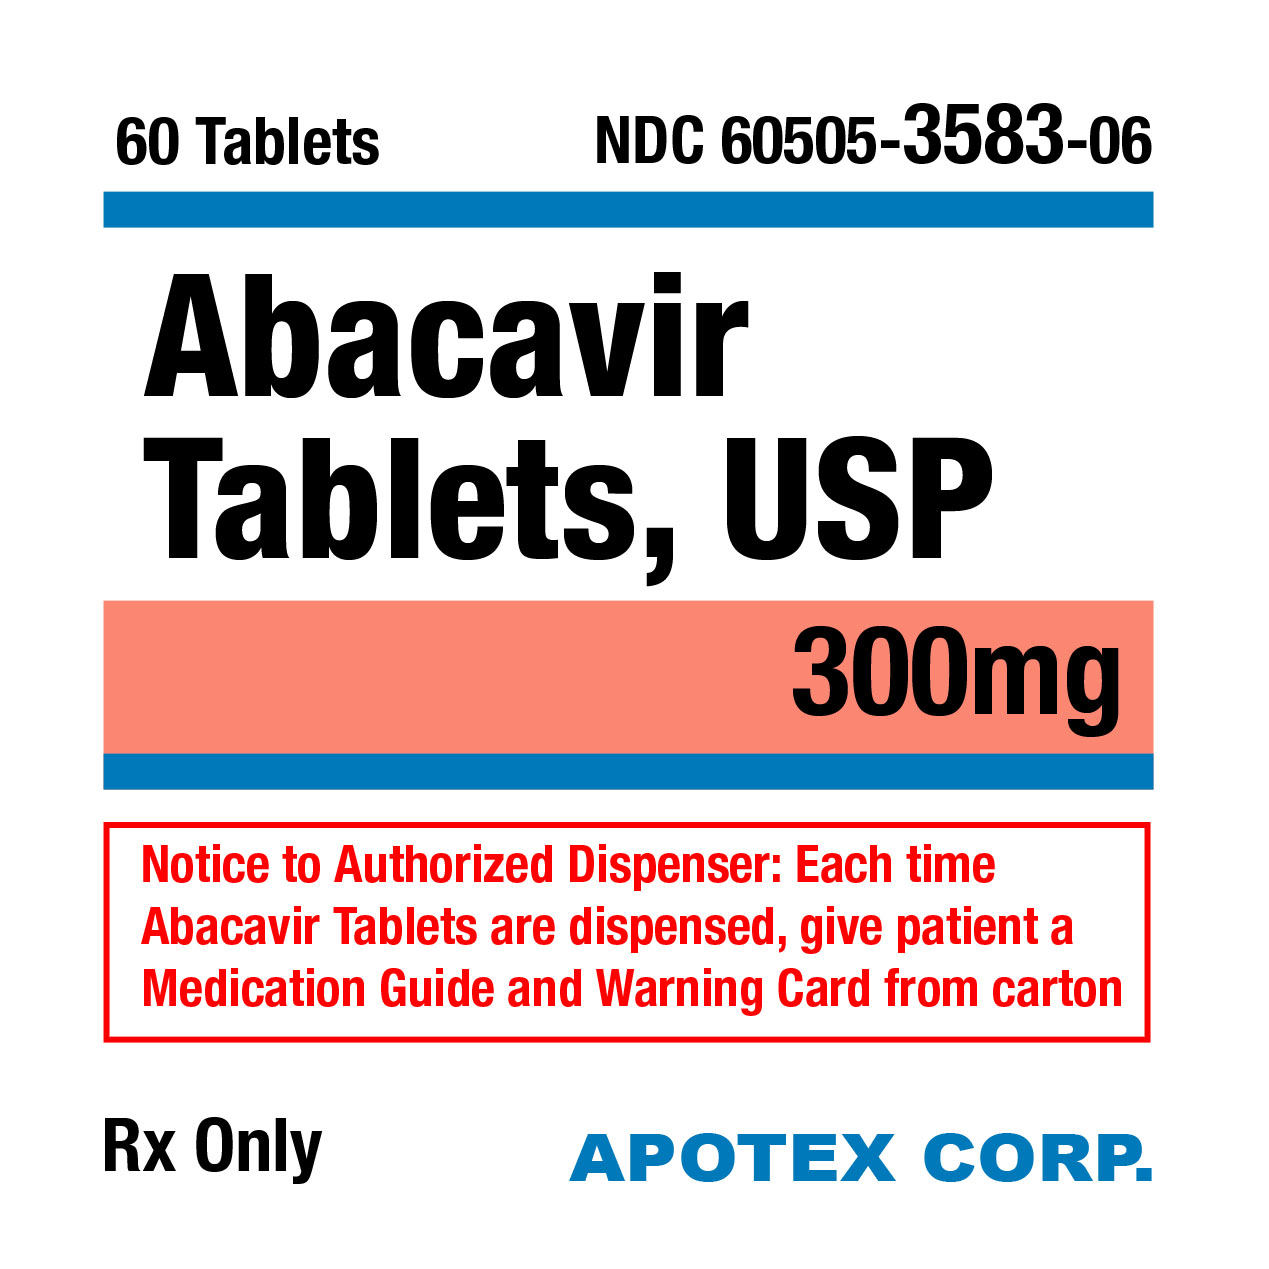 60 Tablets NDC 60505-3583-06
Abacavir
Tablets, USP
300mg
Notice to Authorized Dispenser: Each time
Abacavir Tablets are dispensed, give patient a
Medication Guide and Warning Card from carton
Rx Only APOTEX CORP.